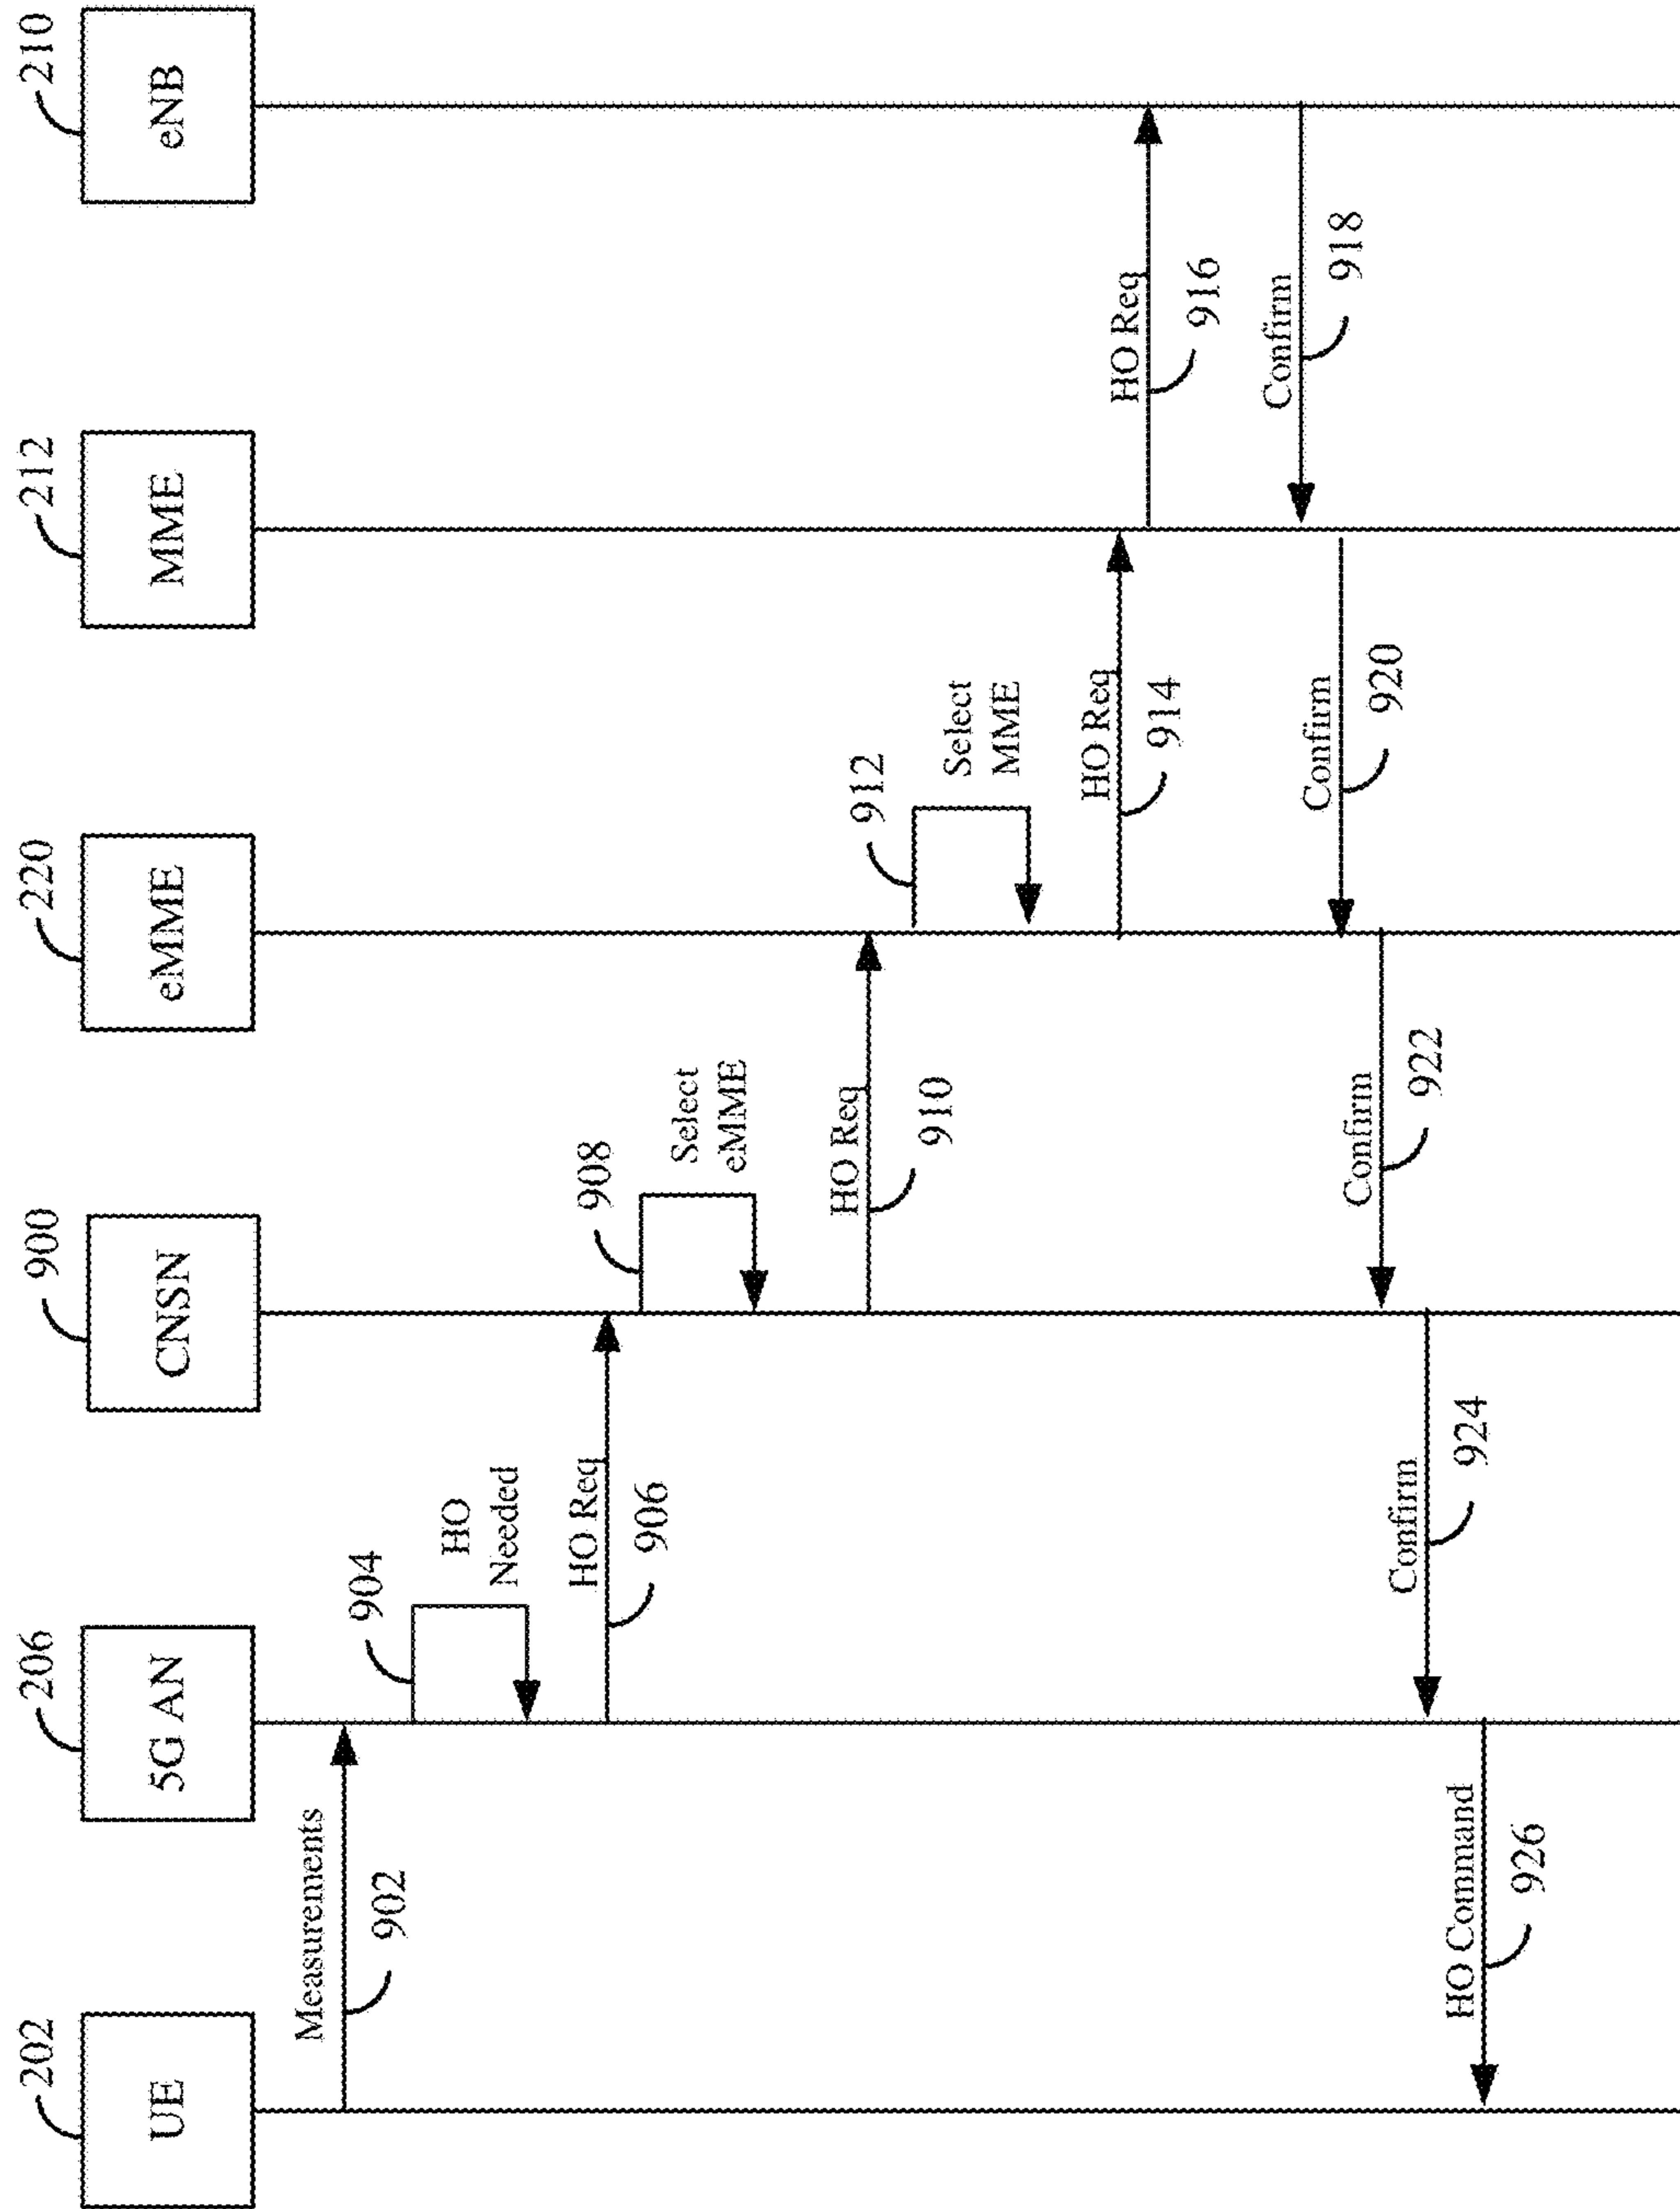 202
UE
206
5G AN
900
CNSN
220
eMME
212
MME
210
eNB
Measurements
902
904
HO
Needed
HO Req
906
908
Select
eMME
HO Req
910
912
Select
MME
HO Req
914
HO Req
916
Confirm
918
Confirm
920
Confirm
922
Confirm
924
HO Command
926